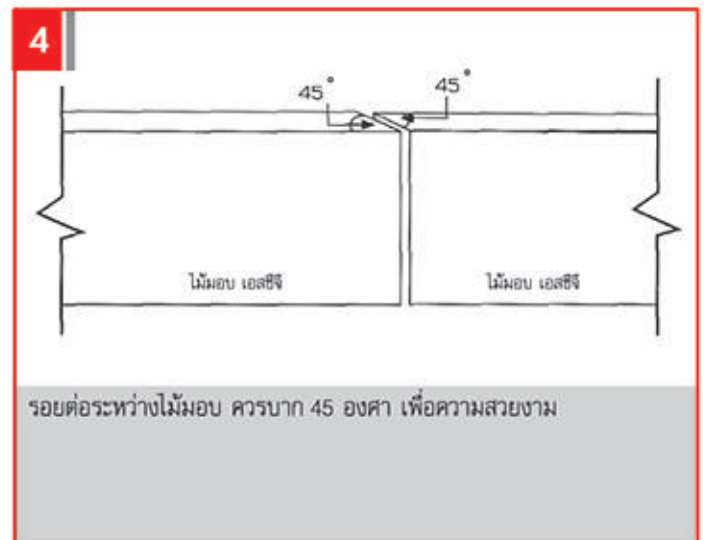 4
45° 45°
ไม้มอบ เอสซีจี ไม้มอบ เอสซีจี
รอยต่อระหว่างไม้มอบ ควรบาก 45 องศา เพื่อความสวยงาม